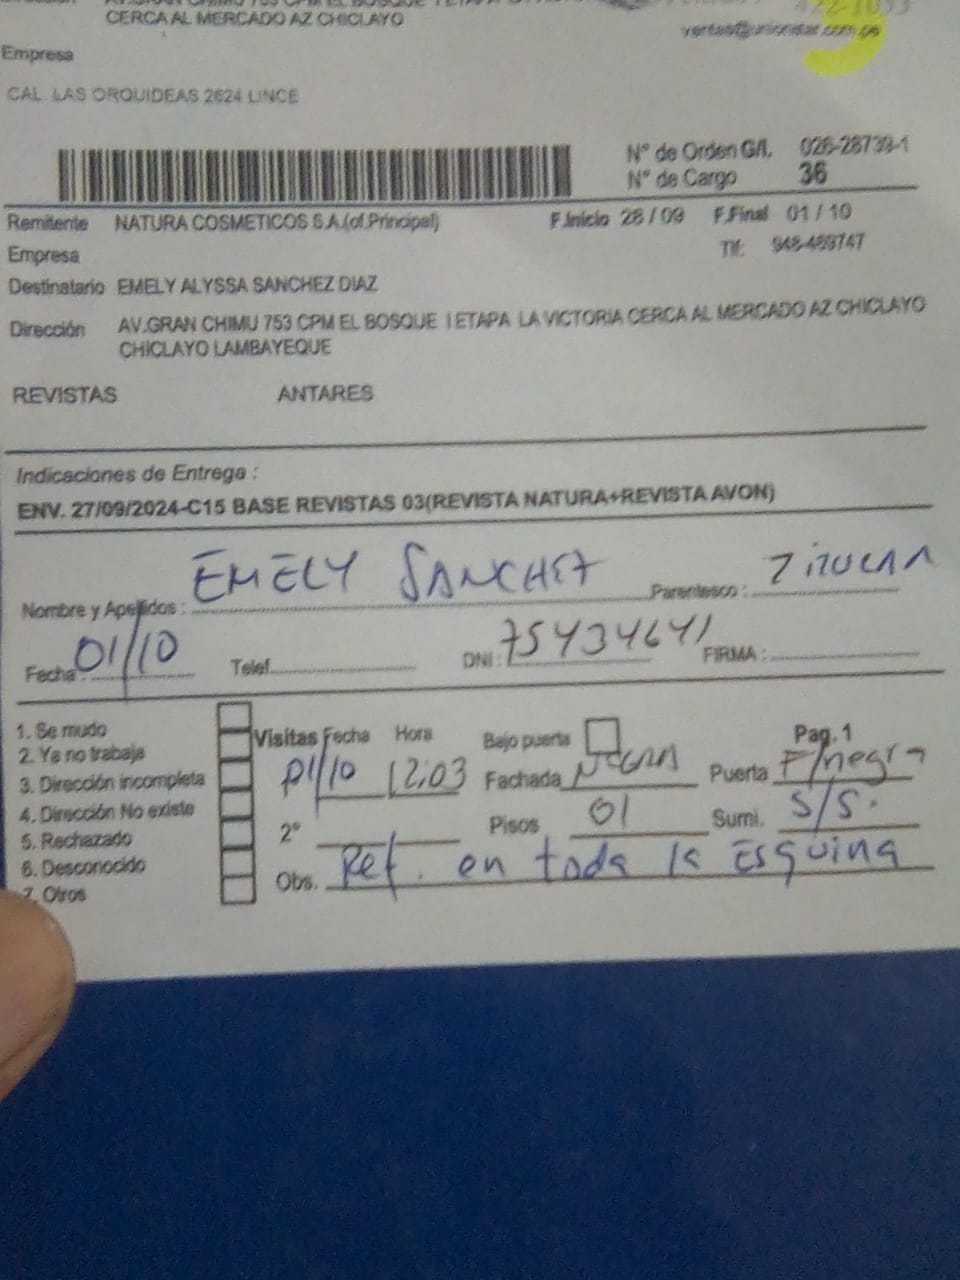 CERCA AL MERCADO AZ CHICLAYO
ventas@unionstar.com.pe
Empresa
CAL. LAS ORQUIDEAS 2624 LINCE
N° de Orden G/I. 026-28739-1
N° de Cargo 36
Remitente NATURA COSMETICOS S.A.(of.Principal) F.Inicio 28 / 09 F.Final 01 / 10
Empresa Tlf: 948-489747
Destinatario EMELY ALYSSA SANCHEZ DIAZ
Dirección AV.GRAN CHIMU 753 CPM EL BOSQUE I ETAPA LA VICTORIA CERCA AL MERCADO AZ CHICLAYO
CHICLAYO LAMBAYEQUE
REVISTAS ANTARES
Indicaciones de Entrega :
ENV. 27/09/2024-C15 BASE REVISTAS 03(REVISTA NATURA+REVISTA AVON)
Nombre y Apellidos : EMELY SANCHEZ Parentesco : TITULAR
Fecha : 01/10 Telef. DNI : 75434641 FIRMA :
1. Se mudo
2. Ya no trabaja
3. Dirección incompleta
4. Dirección No existe
5. Rechazado
6. Desconocido
7. Otros
Visitas Fecha Hora Bajo puerta Pag. 1
01/10 12:03 Fachada Puerta F/negra
2° Pisos 01 Sumi. S/S.
Obs. Ref. en toda la Esquina